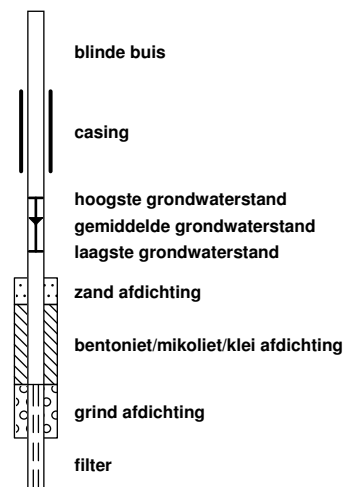 blinde buis
casing
hoogste grondwaterstand
gemiddelde grondwaterstand
laagste grondwaterstand
zand afdichting
bentoniet/mikoliet/klei afdichting
grind afdichting
filter